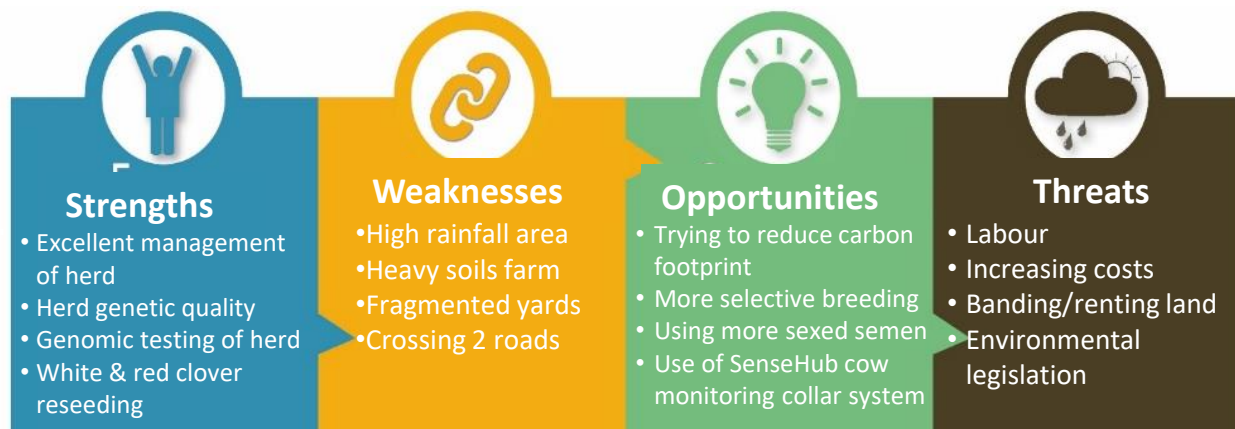 Strengths
• Excellent management
of herd
• Herd genetic quality
• Genomic testing of herd
• White & red clover
reseeding
Weaknesses
•High rainfall area
•Heavy soils farm
•Fragmented yards
•Crossing 2 roads
Opportunities
• Trying to reduce carbon
footprint
• More selective breeding
• Using more sexed semen
• Use of SenseHub cow
monitoring collar system
Threats
• Labour
• Increasing costs
• Banding/renting land
• Environmental
legislation